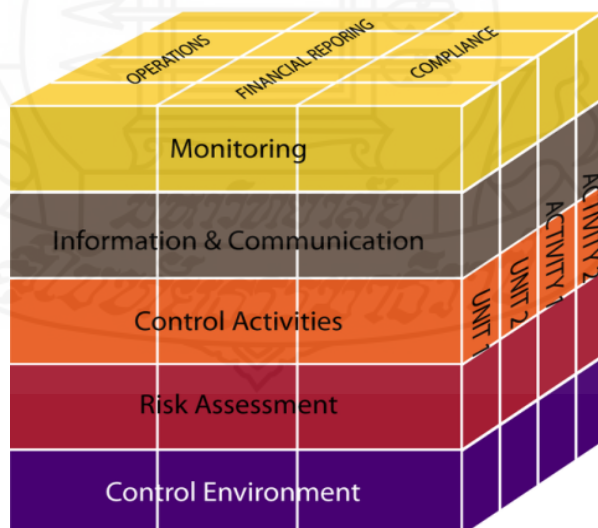 OPERATIONS
FINANCIAL REPORING
COMPLIANCE
Monitoring
Information & Communication
Control Activities
Risk Assessment
Control Environment
UNIT 1
UNIT 2
ACTIVITY 1
ACTIVITY 2